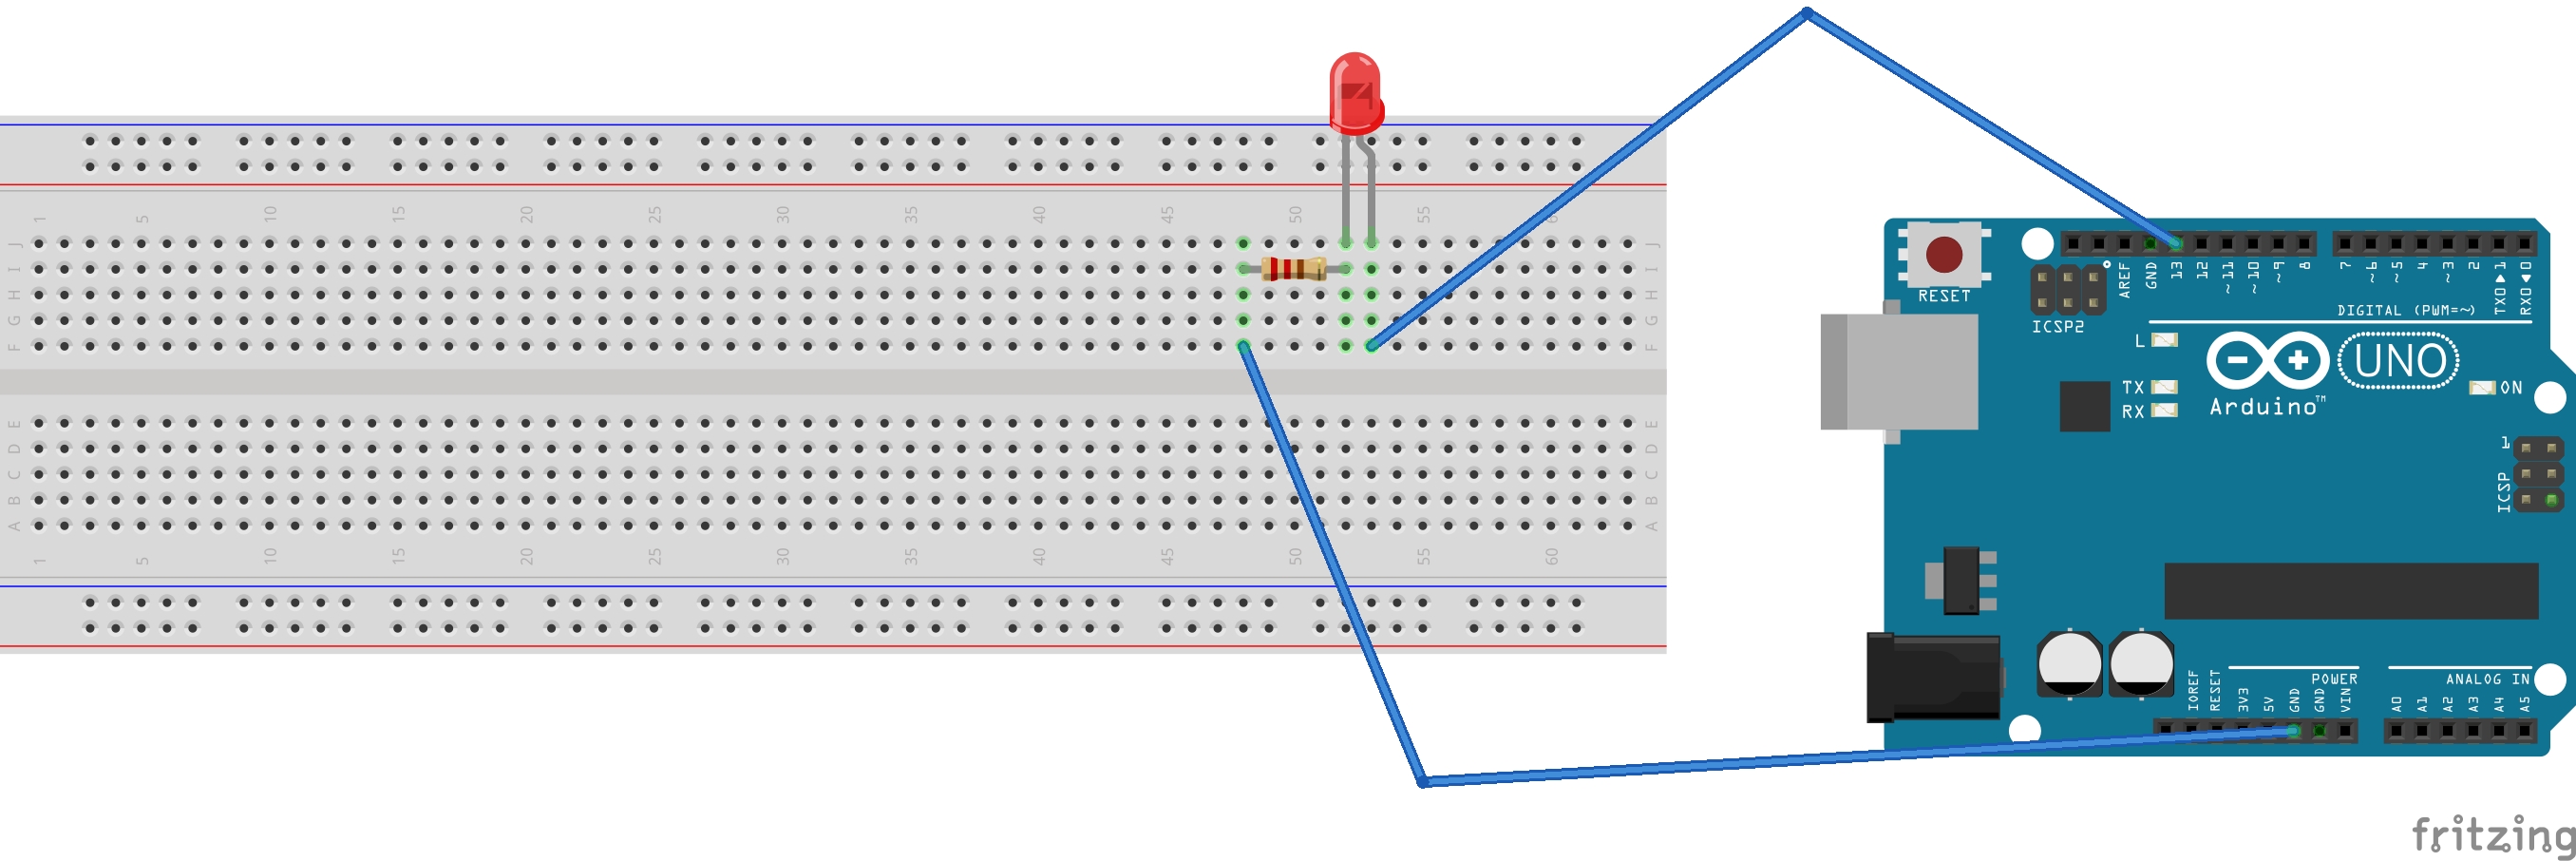 1 5 10 15 20 25 30 35 40 45 50 55 60
J J
I I
H H
G G
F F
E E
D D
C C
B B
A A
1 5 10 15 20 25 30 35 40 45 50 55 60
RESET
ICSP2
AREF GND 13 12 ~11 ~10 ~9 8 7 ~6 ~5 4 ~3 2 TX0▶1 RX0◀0
DIGITAL (PWM=~)
L
TX
RX
UNO
Arduino™
ON
1
ICSP
POWER
ANALOG IN
IOREF RESET 3V3 5V GND GND VIN A0 A1 A2 A3 A4 A5
fritzing